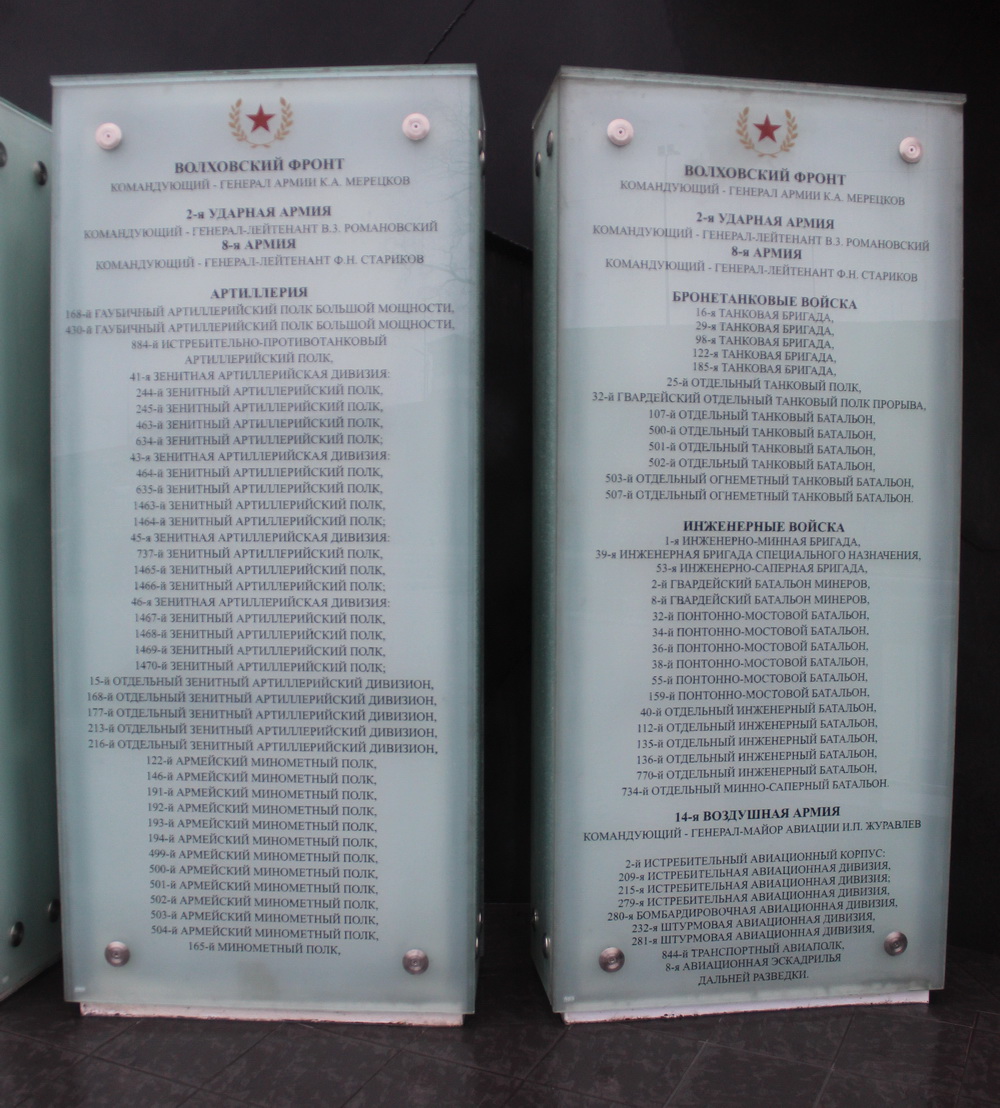 ВОЛХОВСКИЙ ФРОНТ
КОМАНДУЮЩИЙ - ГЕНЕРАЛ АРМИИ К.А. МЕРЕЦКОВ
2-я УДАРНАЯ АРМИЯ
КОМАНДУЮЩИЙ - ГЕНЕРАЛ-ЛЕЙТЕНАНТ В.З. РОМАНОВСКИЙ
8-я АРМИЯ
КОМАНДУЮЩИЙ - ГЕНЕРАЛ-ЛЕЙТЕНАНТ Ф.Н. СТАРИКОВ
АРТИЛЛЕРИЯ
168-й ГАУБИЧНЫЙ АРТИЛЛЕРИЙСКИЙ ПОЛК БОЛЬШОЙ МОЩНОСТИ,
430-й ГАУБИЧНЫЙ АРТИЛЛЕРИЙСКИЙ ПОЛК БОЛЬШОЙ МОЩНОСТИ,
884-й ИСТРЕБИТЕЛЬНО-ПРОТИВОТАНКОВЫЙ
АРТИЛЛЕРИЙСКИЙ ПОЛК,
41-я ЗЕНИТНАЯ АРТИЛЛЕРИЙСКАЯ ДИВИЗИЯ:
244-й ЗЕНИТНЫЙ АРТИЛЛЕРИЙСКИЙ ПОЛК,
245-й ЗЕНИТНЫЙ АРТИЛЛЕРИЙСКИЙ ПОЛК,
463-й ЗЕНИТНЫЙ АРТИЛЛЕРИЙСКИЙ ПОЛК,
634-й ЗЕНИТНЫЙ АРТИЛЛЕРИЙСКИЙ ПОЛК;
43-я ЗЕНИТНАЯ АРТИЛЛЕРИЙСКАЯ ДИВИЗИЯ:
464-й ЗЕНИТНЫЙ АРТИЛЛЕРИЙСКИЙ ПОЛК,
635-й ЗЕНИТНЫЙ АРТИЛЛЕРИЙСКИЙ ПОЛК,
1463-й ЗЕНИТНЫЙ АРТИЛЛЕРИЙСКИЙ ПОЛК,
1464-й ЗЕНИТНЫЙ АРТИЛЛЕРИЙСКИЙ ПОЛК;
45-я ЗЕНИТНАЯ АРТИЛЛЕРИЙСКАЯ ДИВИЗИЯ:
737-й ЗЕНИТНЫЙ АРТИЛЛЕРИЙСКИЙ ПОЛК,
1465-й ЗЕНИТНЫЙ АРТИЛЛЕРИЙСКИЙ ПОЛК,
1466-й ЗЕНИТНЫЙ АРТИЛЛЕРИЙСКИЙ ПОЛК;
46-я ЗЕНИТНАЯ АРТИЛЛЕРИЙСКАЯ ДИВИЗИЯ:
1467-й ЗЕНИТНЫЙ АРТИЛЛЕРИЙСКИЙ ПОЛК,
1468-й ЗЕНИТНЫЙ АРТИЛЛЕРИЙСКИЙ ПОЛК,
1469-й ЗЕНИТНЫЙ АРТИЛЛЕРИЙСКИЙ ПОЛК,
1470-й ЗЕНИТНЫЙ АРТИЛЛЕРИЙСКИЙ ПОЛК;
15-й ОТДЕЛЬНЫЙ ЗЕНИТНЫЙ АРТИЛЛЕРИЙСКИЙ ДИВИЗИОН,
168-й ОТДЕЛЬНЫЙ ЗЕНИТНЫЙ АРТИЛЛЕРИЙСКИЙ ДИВИЗИОН,
177-й ОТДЕЛЬНЫЙ ЗЕНИТНЫЙ АРТИЛЛЕРИЙСКИЙ ДИВИЗИОН,
213-й ОТДЕЛЬНЫЙ ЗЕНИТНЫЙ АРТИЛЛЕРИЙСКИЙ ДИВИЗИОН,
216-й ОТДЕЛЬНЫЙ ЗЕНИТНЫЙ АРТИЛЛЕРИЙСКИЙ ДИВИЗИОН,
122-й АРМЕЙСКИЙ МИНОМЕТНЫЙ ПОЛК,
146-й АРМЕЙСКИЙ МИНОМЕТНЫЙ ПОЛК,
191-й АРМЕЙСКИЙ МИНОМЕТНЫЙ ПОЛК,
192-й АРМЕЙСКИЙ МИНОМЕТНЫЙ ПОЛК,
193-й АРМЕЙСКИЙ МИНОМЕТНЫЙ ПОЛК,
194-й АРМЕЙСКИЙ МИНОМЕТНЫЙ ПОЛК,
499-й АРМЕЙСКИЙ МИНОМЕТНЫЙ ПОЛК,
500-й АРМЕЙСКИЙ МИНОМЕТНЫЙ ПОЛК,
501-й АРМЕЙСКИЙ МИНОМЕТНЫЙ ПОЛК,
502-й АРМЕЙСКИЙ МИНОМЕТНЫЙ ПОЛК,
503-й АРМЕЙСКИЙ МИНОМЕТНЫЙ ПОЛК,
504-й АРМЕЙСКИЙ МИНОМЕТНЫЙ ПОЛК,
165-й МИНОМЕТНЫЙ ПОЛК,
ВОЛХОВСКИЙ ФРОНТ
КОМАНДУЮЩИЙ - ГЕНЕРАЛ АРМИИ К.А. МЕРЕЦКОВ
2-я УДАРНАЯ АРМИЯ
КОМАНДУЮЩИЙ - ГЕНЕРАЛ-ЛЕЙТЕНАНТ В.З. РОМАНОВСКИЙ
8-я АРМИЯ
КОМАНДУЮЩИЙ - ГЕНЕРАЛ-ЛЕЙТЕНАНТ Ф.Н. СТАРИКОВ
БРОНЕТАНКОВЫЕ ВОЙСКА
16-я ТАНКОВАЯ БРИГАДА,
29-я ТАНКОВАЯ БРИГАДА,
98-я ТАНКОВАЯ БРИГАДА,
122-я ТАНКОВАЯ БРИГАДА,
185-я ТАНКОВАЯ БРИГАДА,
25-й ОТДЕЛЬНЫЙ ТАНКОВЫЙ ПОЛК,
32-й ГВАРДЕЙСКИЙ ОТДЕЛЬНЫЙ ТАНКОВЫЙ ПОЛК ПРОРЫВА,
107-й ОТДЕЛЬНЫЙ ТАНКОВЫЙ БАТАЛЬОН,
500-й ОТДЕЛЬНЫЙ ТАНКОВЫЙ БАТАЛЬОН,
501-й ОТДЕЛЬНЫЙ ТАНКОВЫЙ БАТАЛЬОН,
502-й ОТДЕЛЬНЫЙ ТАНКОВЫЙ БАТАЛЬОН,
503-й ОТДЕЛЬНЫЙ ОГНЕМЕТНЫЙ ТАНКОВЫЙ БАТАЛЬОН,
507-й ОТДЕЛЬНЫЙ ОГНЕМЕТНЫЙ ТАНКОВЫЙ БАТАЛЬОН.
ИНЖЕНЕРНЫЕ ВОЙСКА
1-я ИНЖЕНЕРНО-МИННАЯ БРИГАДА,
39-я ИНЖЕНЕРНАЯ БРИГАДА СПЕЦИАЛЬНОГО НАЗНАЧЕНИЯ,
53-я ИНЖЕНЕРНО-САПЕРНАЯ БРИГАДА,
2-й ГВАРДЕЙСКИЙ БАТАЛЬОН МИНЕРОВ,
8-й ГВАРДЕЙСКИЙ БАТАЛЬОН МИНЕРОВ,
32-й ПОНТОННО-МОСТОВОЙ БАТАЛЬОН,
34-й ПОНТОННО-МОСТОВОЙ БАТАЛЬОН,
36-й ПОНТОННО-МОСТОВОЙ БАТАЛЬОН,
38-й ПОНТОННО-МОСТОВОЙ БАТАЛЬОН,
55-й ПОНТОННО-МОСТОВОЙ БАТАЛЬОН,
159-й ПОНТОННО-МОСТОВОЙ БАТАЛЬОН,
40-й ОТДЕЛЬНЫЙ ИНЖЕНЕРНЫЙ БАТАЛЬОН,
112-й ОТДЕЛЬНЫЙ ИНЖЕНЕРНЫЙ БАТАЛЬОН,
135-й ОТДЕЛЬНЫЙ ИНЖЕНЕРНЫЙ БАТАЛЬОН,
136-й ОТДЕЛЬНЫЙ ИНЖЕНЕРНЫЙ БАТАЛЬОН,
770-й ОТДЕЛЬНЫЙ ИНЖЕНЕРНЫЙ БАТАЛЬОН,
734-й ОТДЕЛЬНЫЙ МИННО-САПЕРНЫЙ БАТАЛЬОН.
14-я ВОЗДУШНАЯ АРМИЯ
КОМАНДУЮЩИЙ - ГЕНЕРАЛ-МАЙОР АВИАЦИИ И.П. ЖУРАВЛЕВ
2-й ИСТРЕБИТЕЛЬНЫЙ АВИАЦИОННЫЙ КОРПУС:
209-я ИСТРЕБИТЕЛЬНАЯ АВИАЦИОННАЯ ДИВИЗИЯ,
215-я ИСТРЕБИТЕЛЬНАЯ АВИАЦИОННАЯ ДИВИЗИЯ;
279-я ИСТРЕБИТЕЛЬНАЯ АВИАЦИОННАЯ ДИВИЗИЯ,
280-я БОМБАРДИРОВОЧНАЯ АВИАЦИОННАЯ ДИВИЗИЯ,
232-я ШТУРМОВАЯ АВИАЦИОННАЯ ДИВИЗИЯ,
281-я ШТУРМОВАЯ АВИАЦИОННАЯ ДИВИЗИЯ,
844-й ТРАНСПОРТНЫЙ АВИАПОЛК,
8-я АВИАЦИОННАЯ ЭСКАДРИЛЬЯ
ДАЛЬНЕЙ РАЗВЕДКИ.